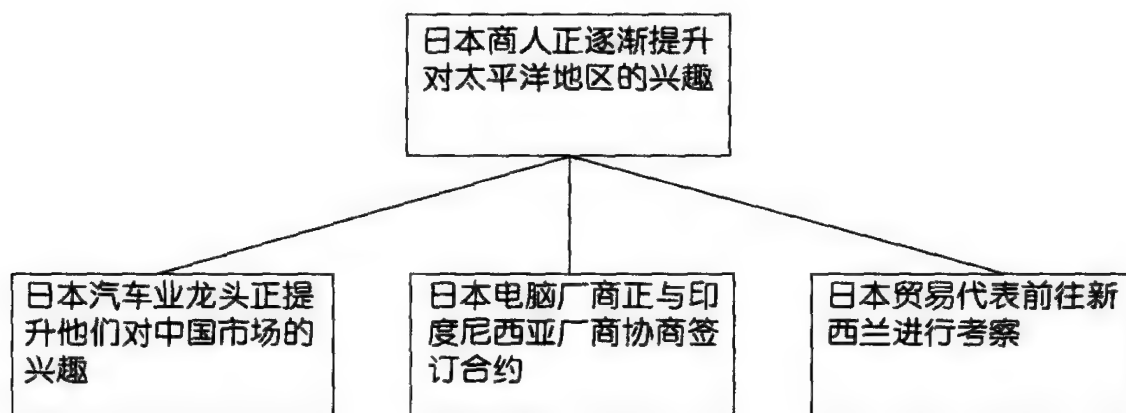 日本商人正逐渐提升
对太平洋地区的兴趣
日本汽车业龙头正提
升他们对中国市场的
兴趣
日本电脑厂商正与印
度尼西亚厂商协商签
订合约
日本贸易代表前往新
西兰进行考察